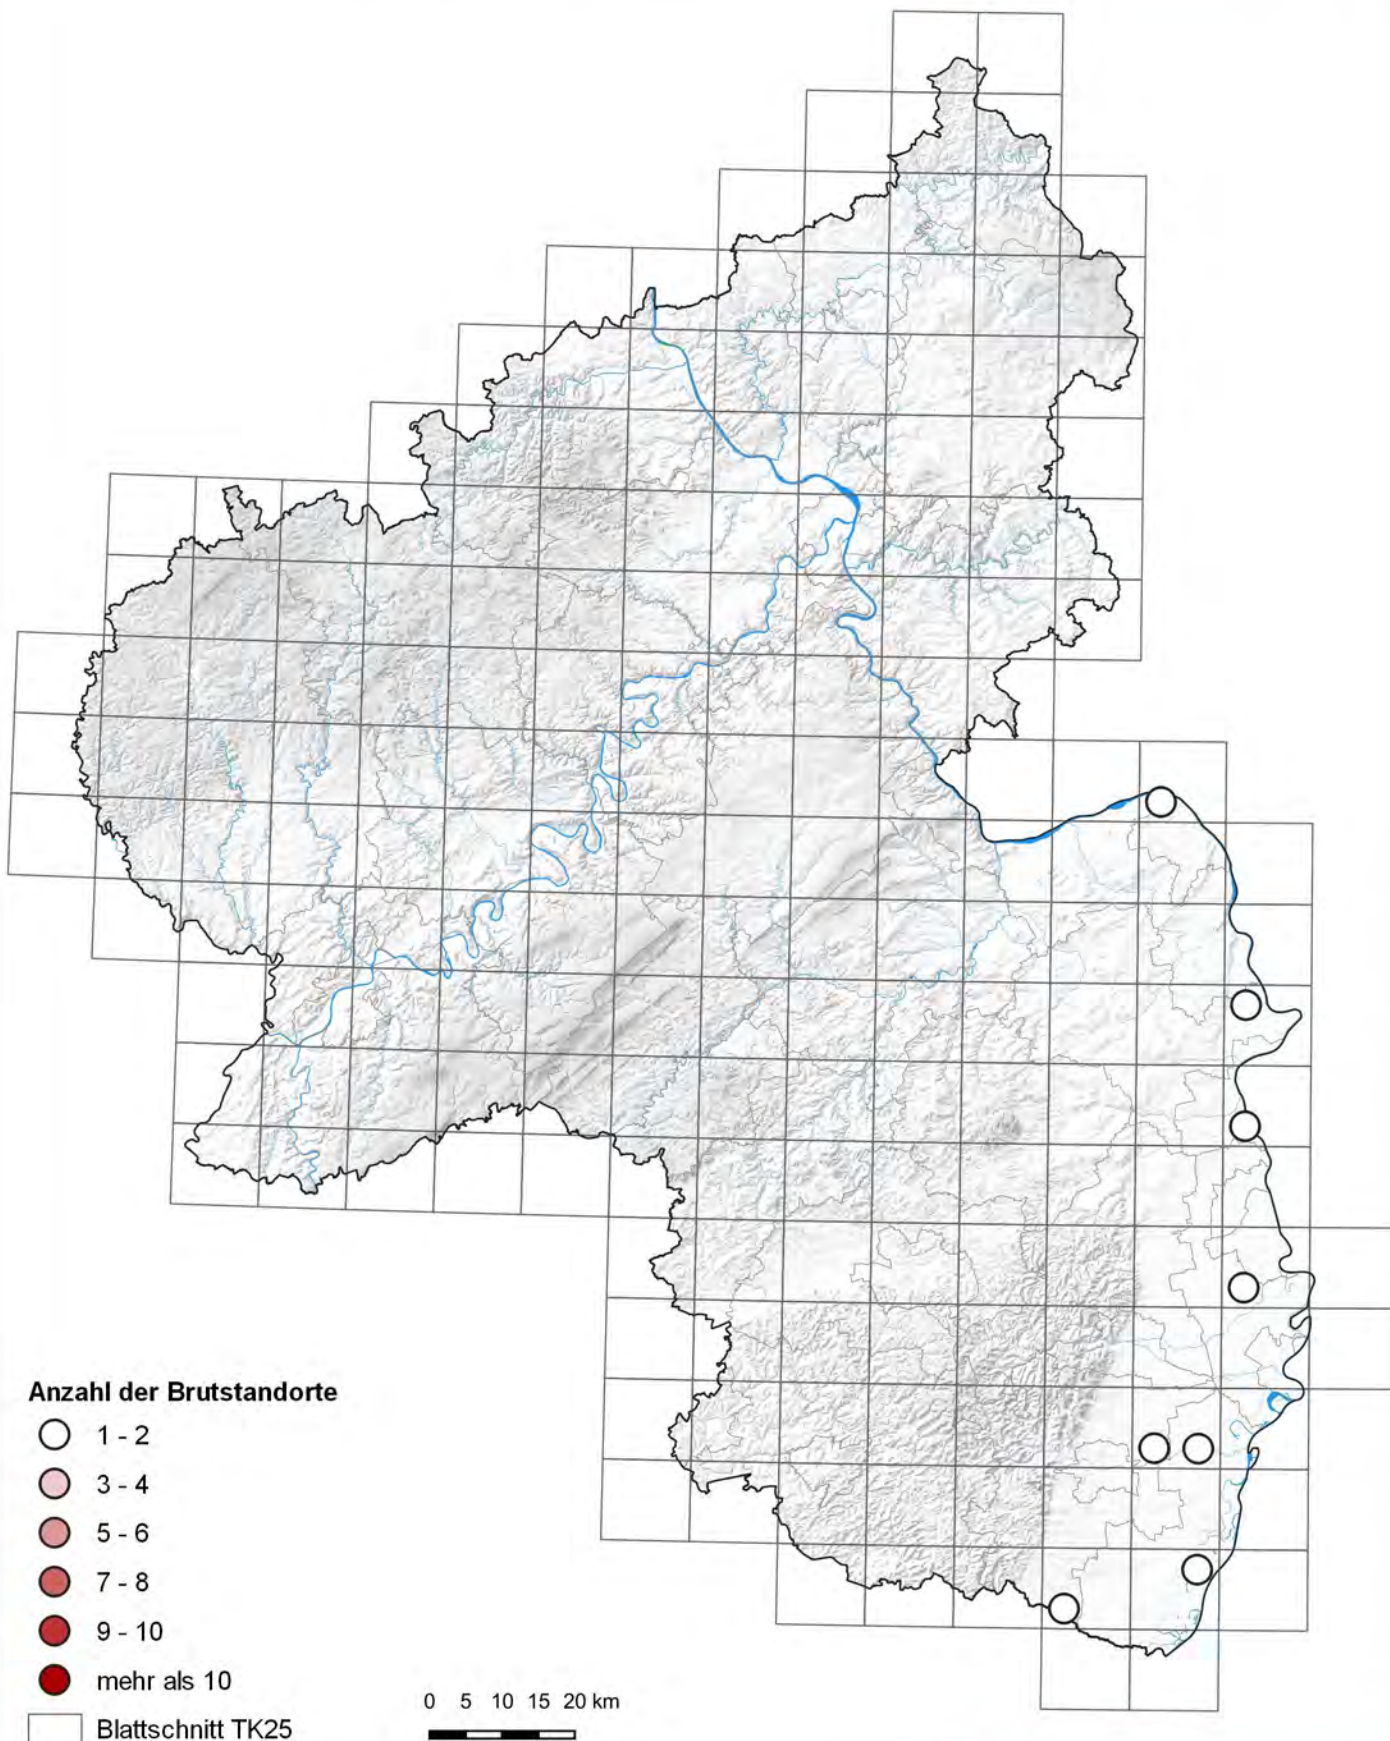 Anzahl der Brutstandorte
1 - 2
3 - 4
5 - 6
7 - 8
9 - 10
mehr als 10
Blattschnitt TK25
0 5 10 15 20 km